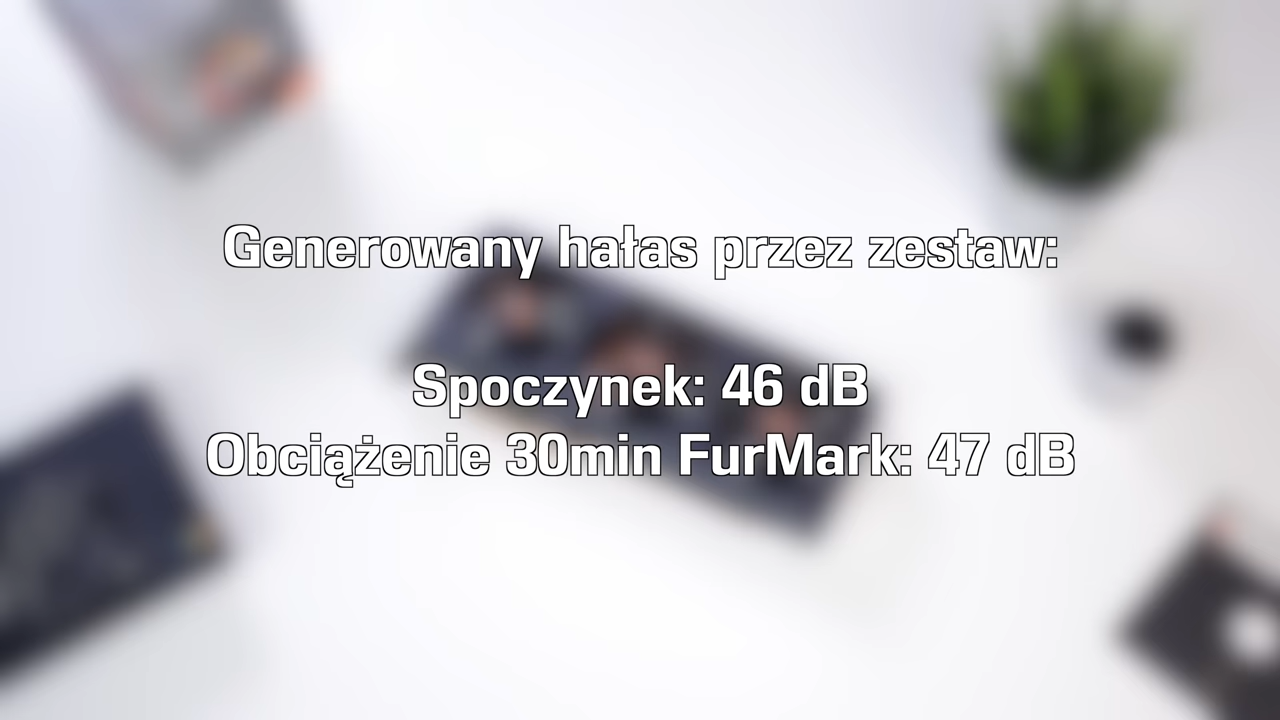 Generowany hałas przez zestaw:
Spoczynek: 46 dB
Obciążenie 30min FurMark: 47 dB